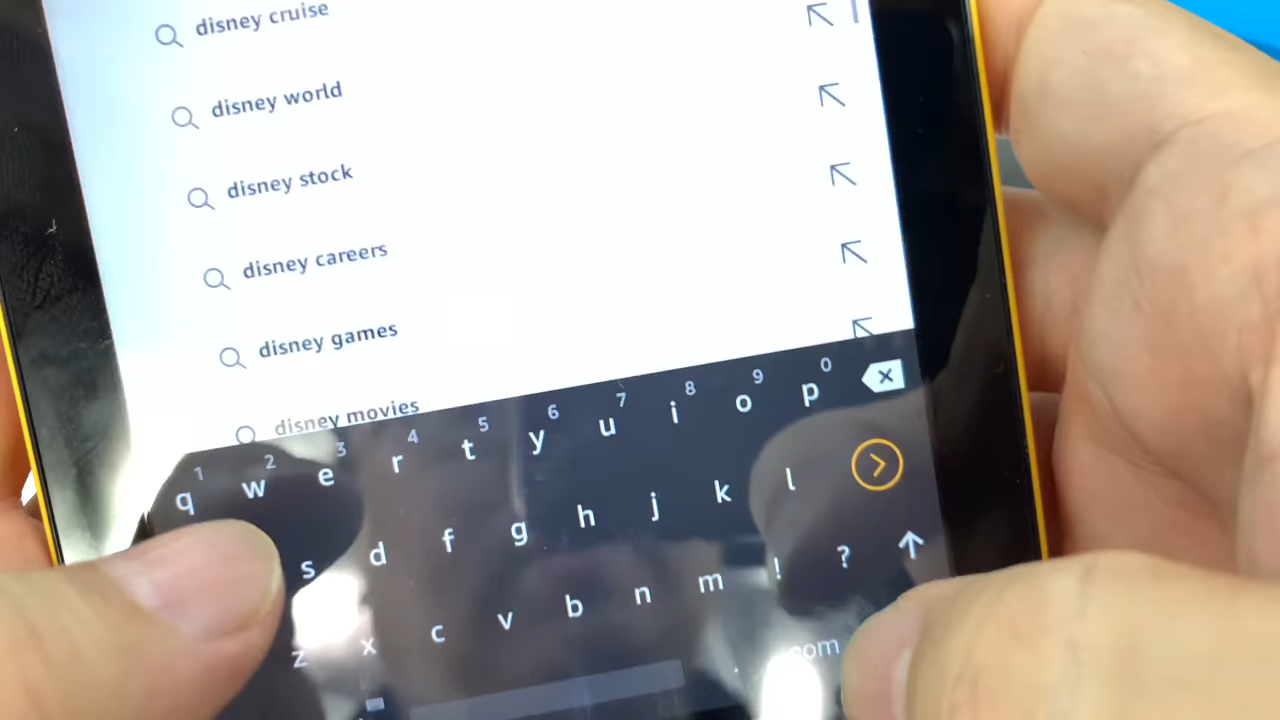 disney cruise
disney world
disney stock
disney careers
disney games
disney movies
1 2 3 4 5 6 7 8 9 0
q w e r t y u i o p
s d f g h j k l
z x c v b n m ! ?
. com